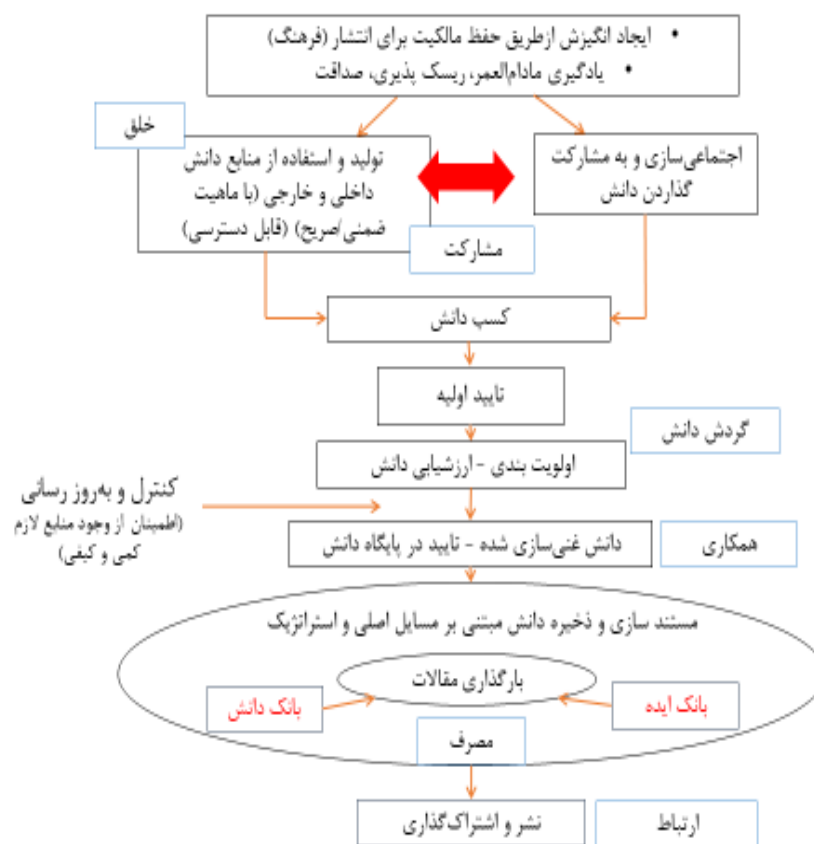 • ایجاد انگیزش ازطریق حفظ مالکیت برای انتشار (فرهنگ)
• یادگیری مادام‌العمر، ریسک پذیری، صداقت
خلق
اجتماعی‌سازی و به مشارکت
گذاردن دانش
تولید و استفاده از منابع دانش
داخلی و خارجی (با ماهیت
ضمنی/صریح) (قابل دسترسی)
مشارکت
کسب دانش
تایید اولیه
گردش دانش
اولویت بندی - ارزشیابی دانش
کنترل و به‌روز رسانی
(اطمینان از وجود منابع لازم
کمی و کیفی)
همکاری
دانش غنی‌سازی شده - تایید در پایگاه دانش
مستند سازی و ذخیره دانش مبتنی بر مسایل اصلی و استراتژیک
بارگذاری مقالات
بانک ایده
بانک دانش
مصرف
ارتباط
نشر و اشتراک‌گذاری